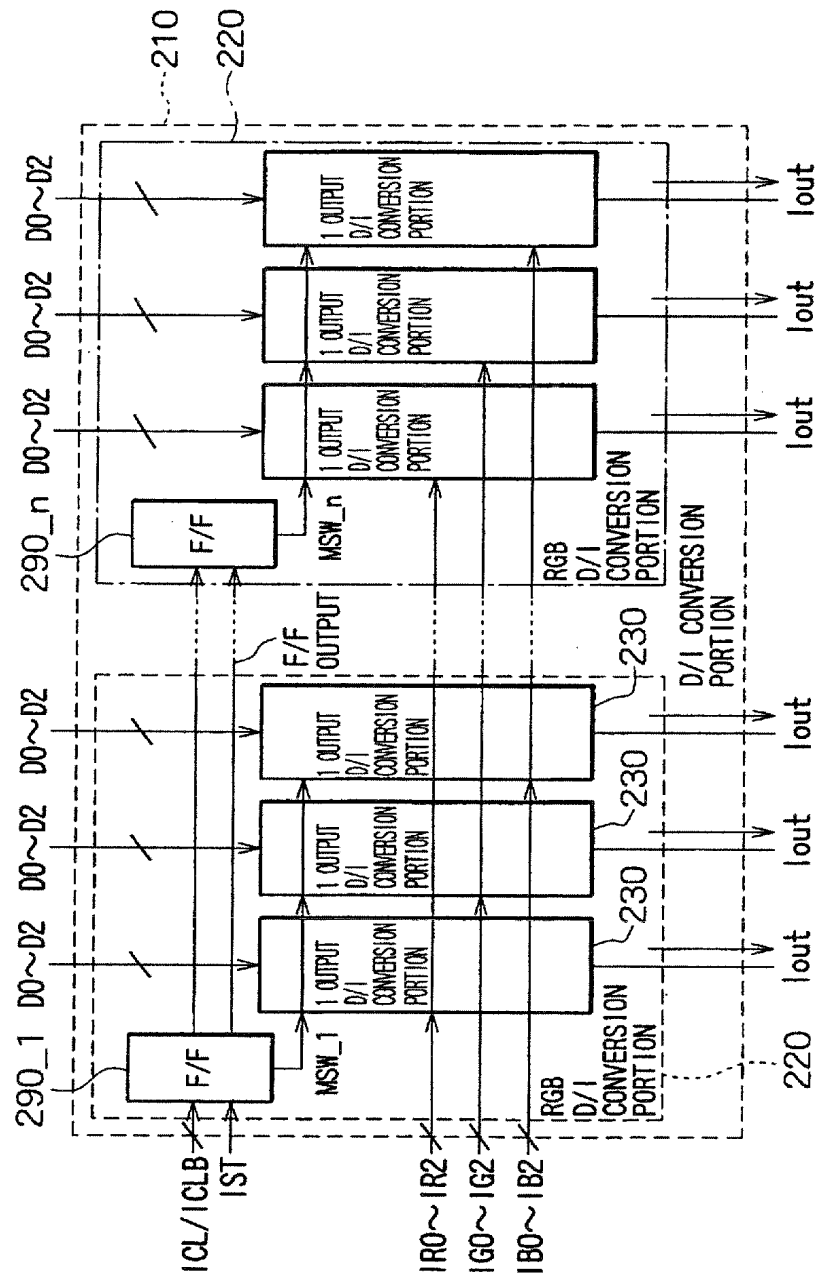 210
220
D0~D2
D0~D2
D0~D2
D0~D2
D0~D2
D0~D2
290_1
F/F
ICL/ICLB
IST
MSW_1
1 OUTPUT
D/I
CONVERSION
PORTION
1 OUTPUT
D/I
CONVERSION
PORTION
1 OUTPUT
D/I
CONVERSION
PORTION
F/F
OUTPUT
290_n
F/F
MSW_n
1 OUTPUT
D/I
CONVERSION
PORTION
1 OUTPUT
D/I
CONVERSION
PORTION
1 OUTPUT
D/I
CONVERSION
PORTION
IR0~IR2
IG0~IG2
IB0~IB2
RGB
D/I
CONVERSION
PORTION
230
230
230
RGB
D/I
CONVERSION
PORTION
D/I CONVERSION
PORTION
220
Iout
Iout
Iout
Iout
Iout
Iout